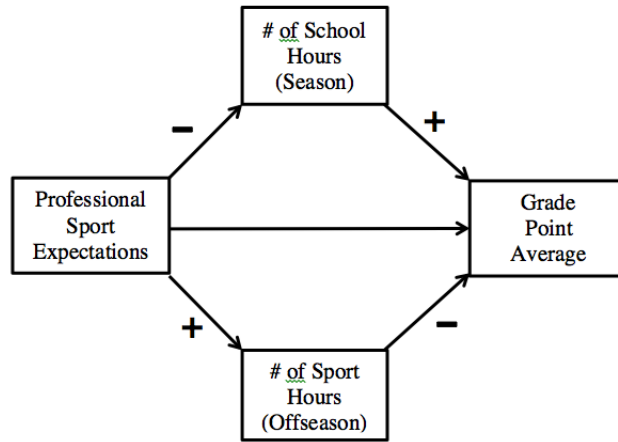 # of School
Hours
(Season)
−
+
Professional
Sport
Expectations
Grade
Point
Average
+
−
# of Sport
Hours
(Offseason)